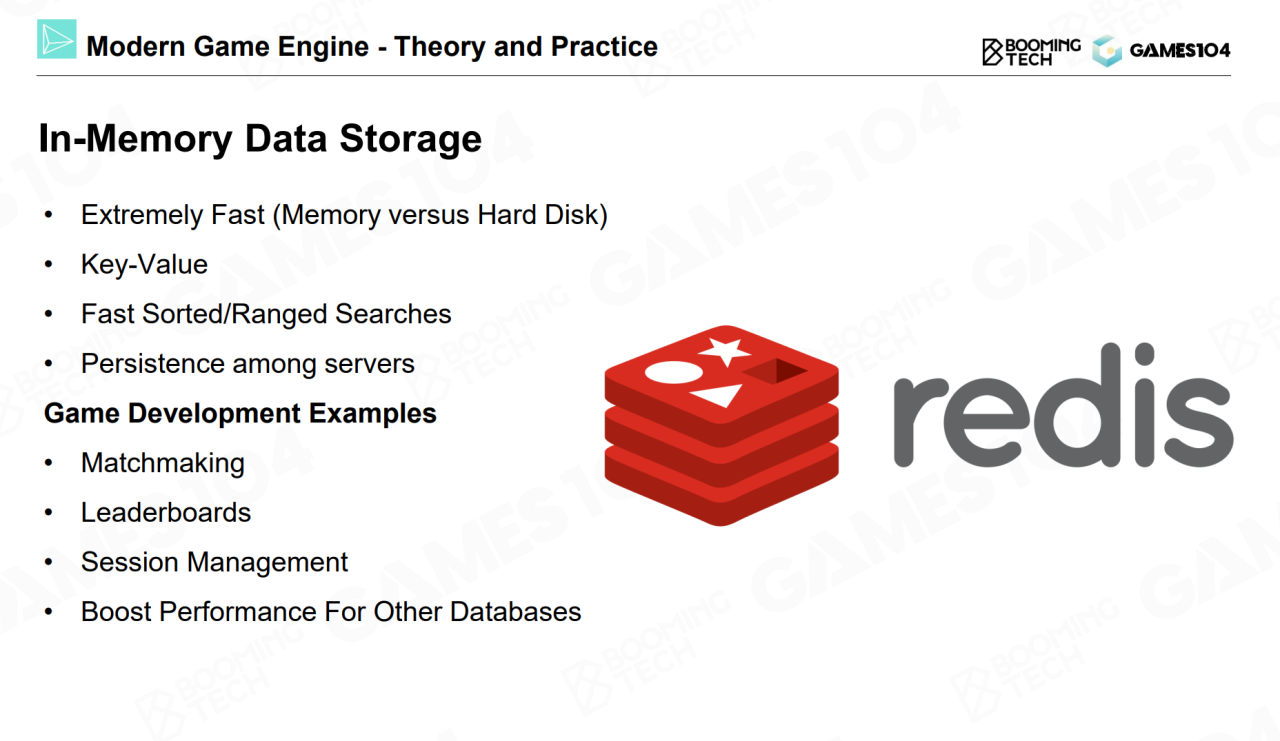 Modern Game Engine - Theory and Practice
BOOMING
TECH
GAMES104
In-Memory Data Storage
• Extremely Fast (Memory versus Hard Disk)
• Key-Value
• Fast Sorted/Ranged Searches
• Persistence among servers
Game Development Examples
• Matchmaking
• Leaderboards
• Session Management
• Boost Performance For Other Databases
redis